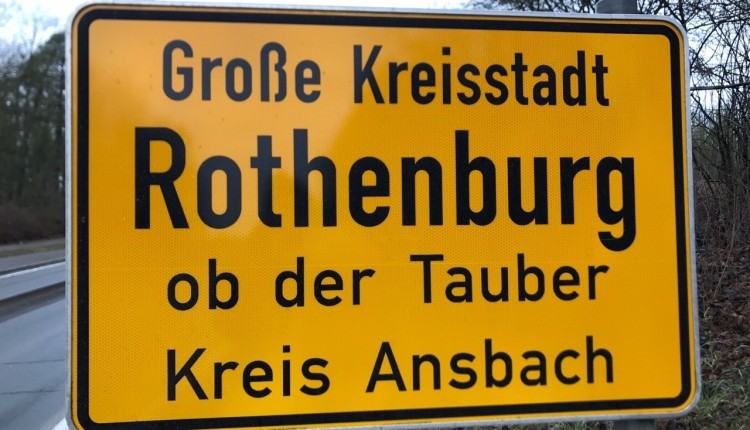 Große Kreisstadt
Rothenburg
ob der Tauber
Kreis Ansbach